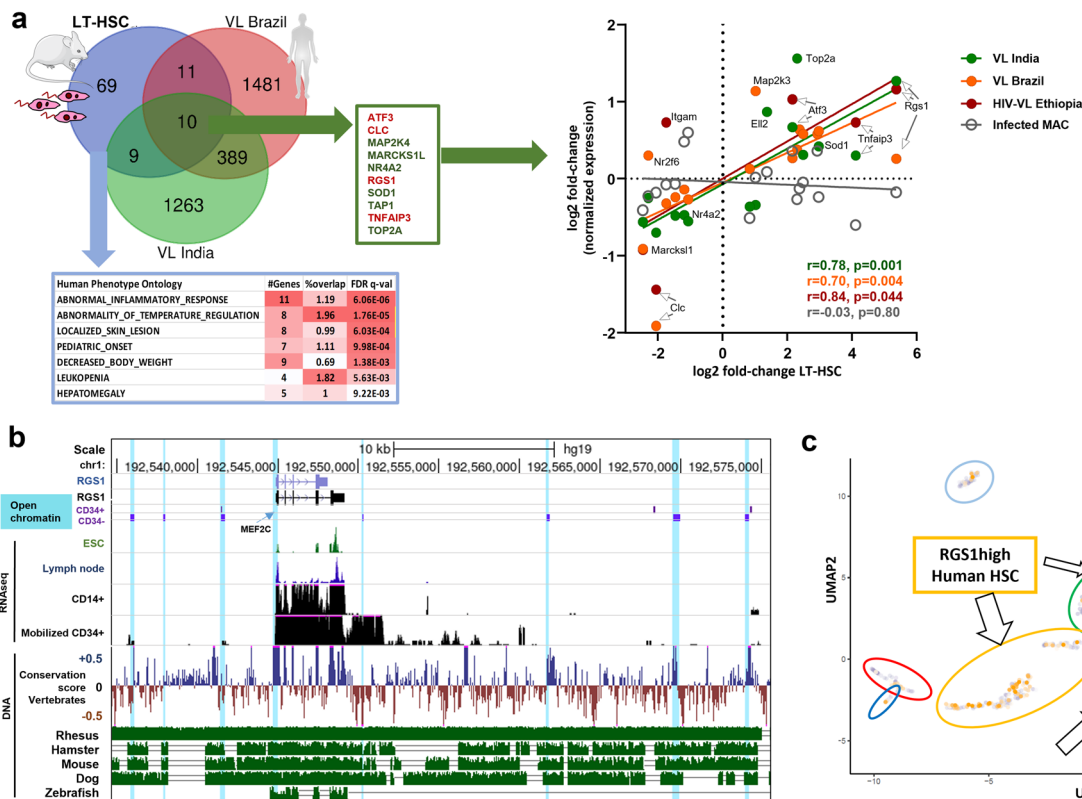 a
LT-HSC
VL Brazil
69
11
1481
10
9
389
1263
VL India
ATF3
CLC
MAP2K4
MARCKS1L
NR4A2
RGS1
SOD1
TAP1
TNFAIP3
TOP2A
Human Phenotype Ontology #Genes %overlap FDR q-val
ABNORMAL_INFLAMMATORY_RESPONSE 11 1.19 6.06E-06
ABNORMALITY_OF_TEMPERATURE_REGULATION 8 1.96 1.76E-05
LOCALIZED_SKIN_LESION 8 0.99 6.03E-04
PEDIATRIC_ONSET 7 1.11 9.98E-04
DECREASED_BODY_WEIGHT 9 0.69 1.38E-03
LEUKOPENIA 4 1.82 5.63E-03
HEPATOMEGALY 5 1 9.22E-03
log2 fold-change
(normalized expression)
2
1
0
-1
-2
-2 0 2 4 6
log2 fold-change LT-HSC
Top2a
Map2k3
Atf3
Itgam
Ell2
Rgs1
Tnfaip3
Sod1
Nr2f6
Nr4a2
Marcksl1
Clc
r=0.78, p=0.001
r=0.70, p=0.004
r=0.84, p=0.044
r=-0.03, p=0.80
VL India
VL Brazil
HIV-VL Ethiopia
Infected MAC
b
Scale 10 kb hg19
chr1: 192,540,000 192,545,000 192,550,000 192,555,000 192,560,000 192,565,000 192,570,000 192,575,000
RGS1
RGS1
Open
chromatin
CD34+
CD34-
MEF2C
RNAseq
ESC
Lymph node
CD14+
Mobilized CD34+
DNA
+0.5
Conservation
score 0
Vertebrates
-0.5
Rhesus
Hamster
Mouse
Dog
Zebrafish
c
UMAP2
10
5
0
−5
−10 −5
RGS1high
Human HSC
U